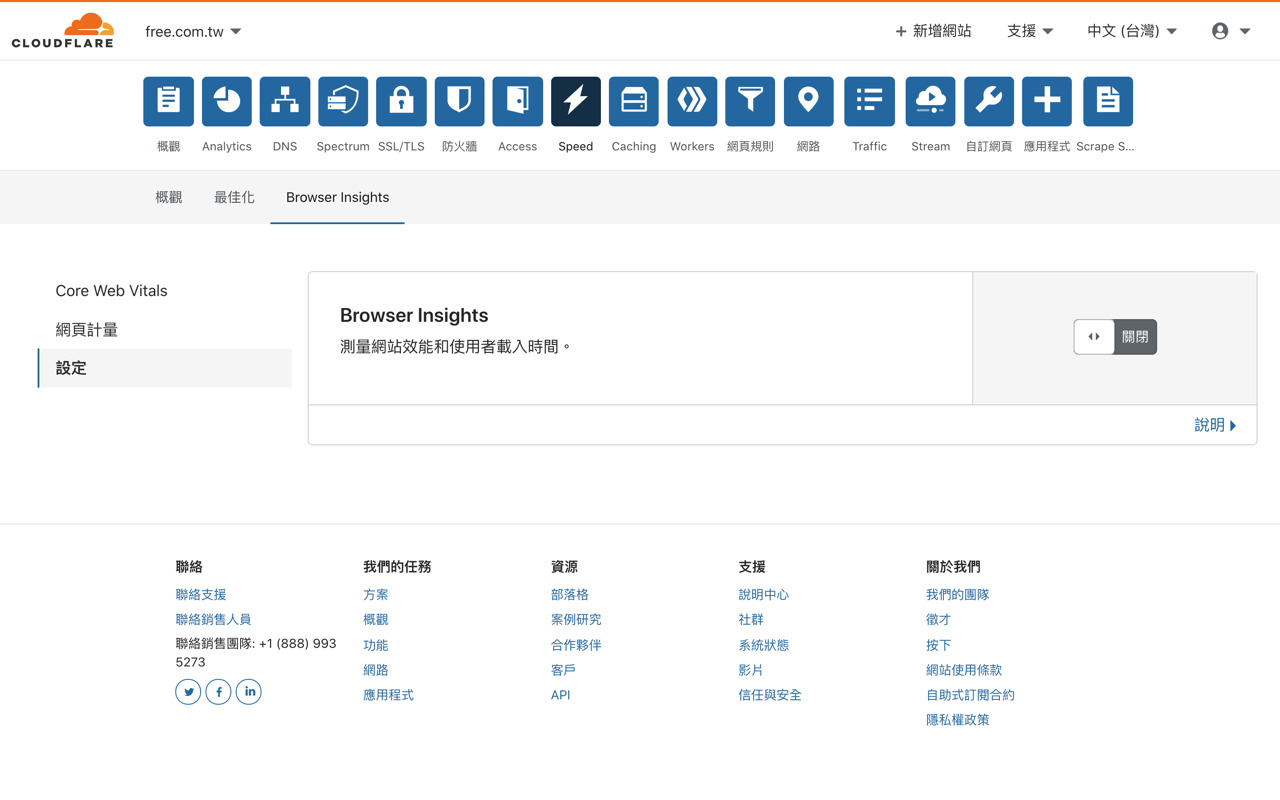 CLOUDFLARE
free.com.tw
+ 新增網站
支援
中文 (台灣)
概觀
Analytics
DNS
Spectrum
SSL/TLS
防火牆
Access
Speed
Caching
Workers
網頁規則
網路
Traffic
Stream
自訂網頁
應用程式
Scrape S...
概觀
最佳化
Browser Insights
Core Web Vitals
網頁計量
設定
Browser Insights
測量網站效能和使用者載入時間。
關閉
說明
聯絡
聯絡支援
聯絡銷售人員
聯絡銷售團隊: +1 (888) 993
5273
我們的任務
方案
概觀
功能
網路
應用程式
資源
部落格
案例研究
合作夥伴
客戶
API
支援
說明中心
社群
系統狀態
影片
信任與安全
關於我們
我們的團隊
徵才
按下
網站使用條款
自助式訂閱合約
隱私權政策